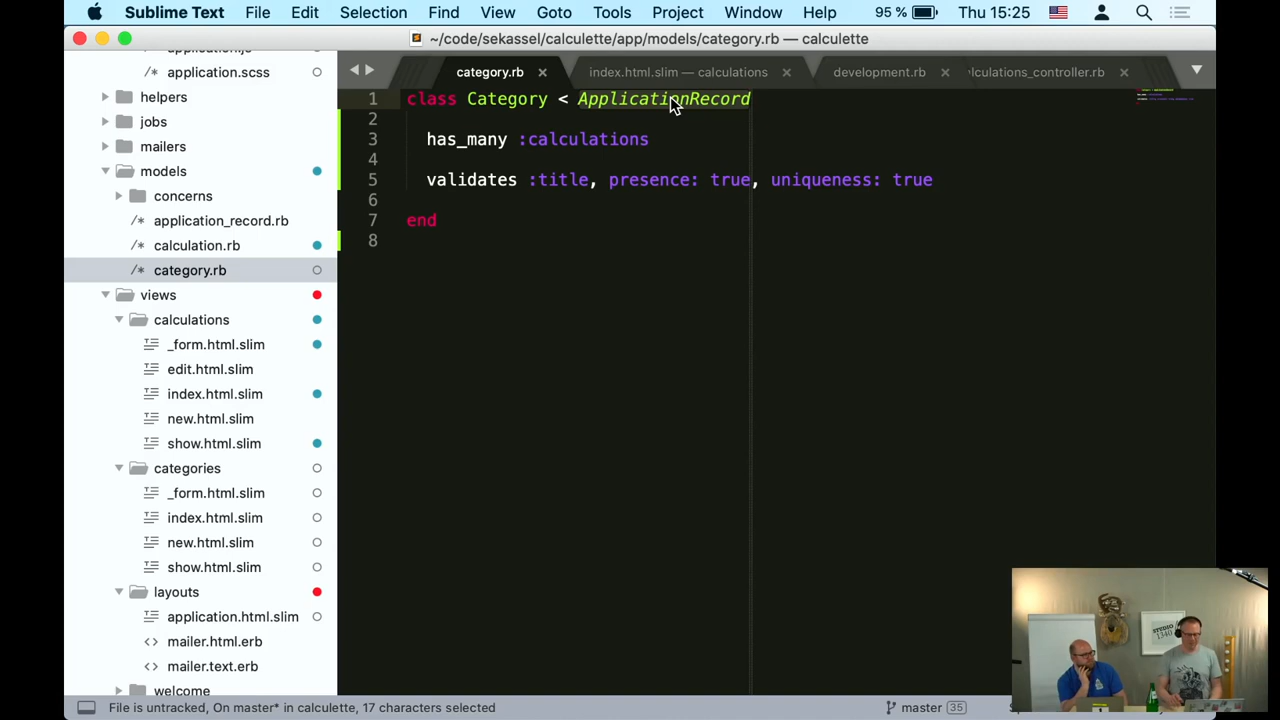 Sublime Text File Edit Selection Find View Goto Tools Project Window Help 95 % Thu 15:25
~/code/sekassel/calculette/app/models/category.rb — calculette
application.js
/* application.scss
helpers
jobs
mailers
models
concerns
/* application_record.rb
/* calculation.rb
/* category.rb
views
calculations
_form.html.slim
edit.html.slim
index.html.slim
new.html.slim
show.html.slim
categories
_form.html.slim
index.html.slim
new.html.slim
show.html.slim
layouts
application.html.slim
<> mailer.html.erb
<> mailer.text.erb
welcome
category.rb × index.html.slim — calculations × development.rb × lculations_controller.rb ×
1 class Category < ApplicationRecord
2
3 has_many :calculations
4
5 validates :title, presence: true, uniqueness: true
6
7 end
8
STUDIO
1340
File is untracked, On master* in calculette, 17 characters selected
master 35